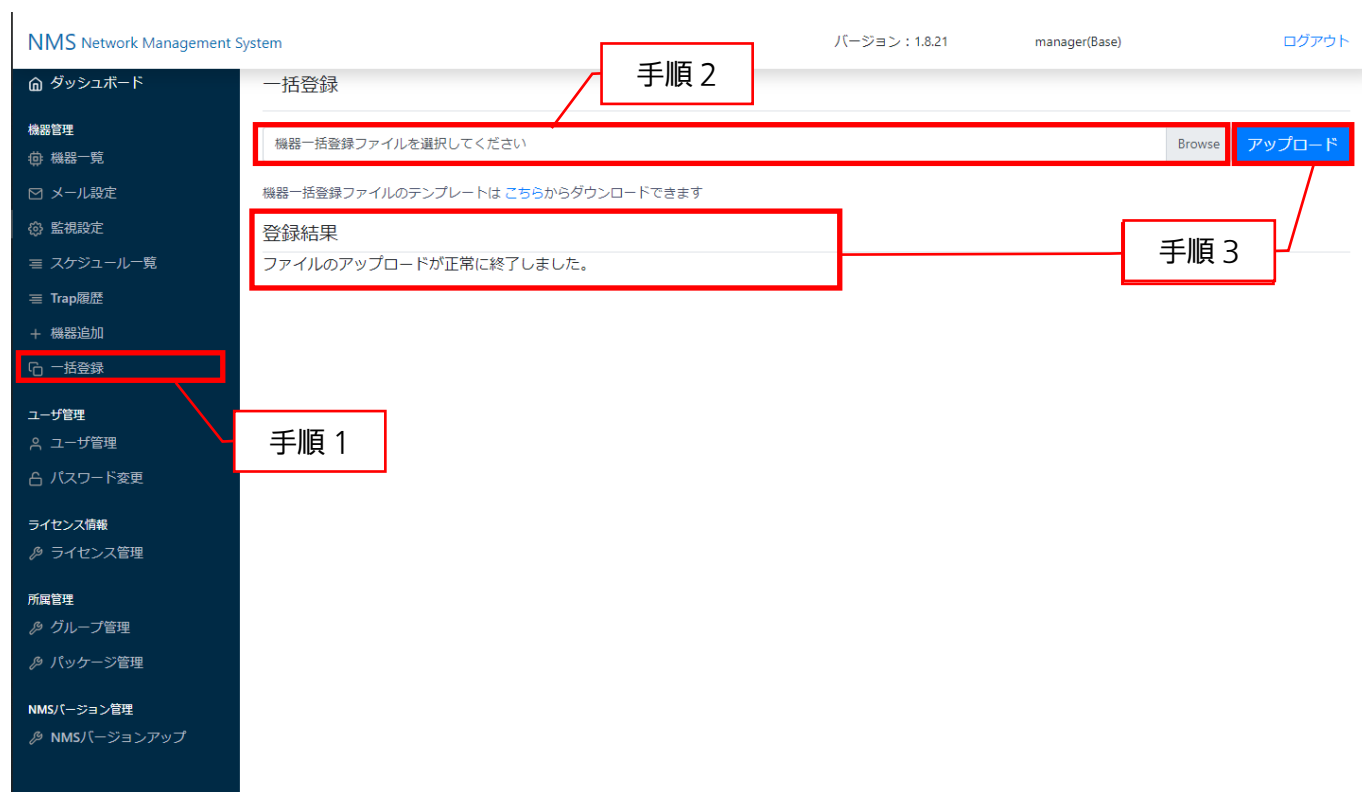 NMS Network Management System
バージョン：1.8.21
manager(Base)
ログアウト
ダッシュボード
機器管理
機器一覧
メール設定
監視設定
スケジュール一覧
Trap履歴
機器追加
一括登録
ユーザ管理
ユーザ管理
パスワード変更
ライセンス情報
ライセンス管理
所属管理
グループ管理
パッケージ管理
NMSバージョン管理
NMSバージョンアップ
一括登録
手順２
機器一括登録ファイルを選択してください
Browse
アップロード
機器一括登録ファイルのテンプレートは こちらからダウンロードできます
登録結果
ファイルのアップロードが正常に終了しました。
手順３
手順１